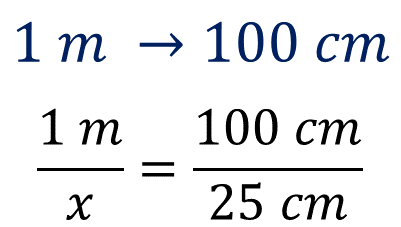 1 m → 100 cm
1 m / x = 100 cm / 25 cm